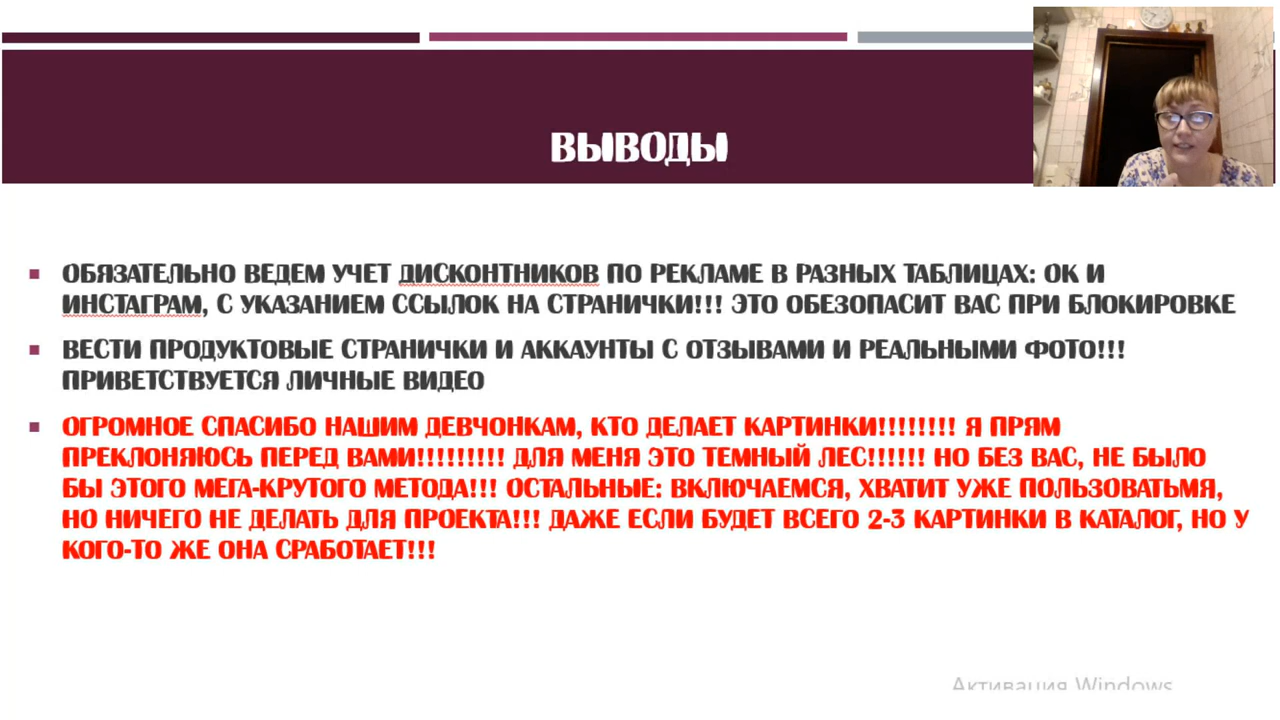 ВЫВОДЫ
ОБЯЗАТЕЛЬНО ВЕДЕМ УЧЕТ ДИСКОНТНИКОВ ПО РЕКЛАМЕ В РАЗНЫХ ТАБЛИЦАХ: ОК И
ИНСТАГРАМ, С УКАЗАНИЕМ ССЫЛОК НА СТРАНИЧКИ!!! ЭТО ОБЕЗОПАСИТ ВАС ПРИ БЛОКИРОВКЕ
ВЕСТИ ПРОДУКТОВЫЕ СТРАНИЧКИ И АККАУНТЫ С ОТЗЫВАМИ И РЕАЛЬНЫМИ ФОТО!!!
ПРИВЕТСТВУЕТСЯ ЛИЧНЫЕ ВИДЕО
ОГРОМНОЕ СПАСИБО НАШИМ ДЕВЧОНКАМ, КТО ДЕЛАЕТ КАРТИНКИ!!!!!!!! Я ПРЯМ
ПРЕКЛОНЯЮСЬ ПЕРЕД ВАМИ!!!!!!!!! ДЛЯ МЕНЯ ЭТО ТЕМНЫЙ ЛЕС!!!!!! НО БЕЗ ВАС, НЕ БЫЛО
БЫ ЭТОГО МЕГА-КРУТОГО МЕТОДА!!! ОСТАЛЬНЫЕ: ВКЛЮЧАЕМСЯ, ХВАТИТ УЖЕ ПОЛЬЗОВАТЬМЯ,
НО НИЧЕГО НЕ ДЕЛАТЬ ДЛЯ ПРОЕКТА!!! ДАЖЕ ЕСЛИ БУДЕТ ВСЕГО 2-3 КАРТИНКИ В КАТАЛОГ, НО У
КОГО-ТО ЖЕ ОНА СРАБОТАЕТ!!!
Активация Windows